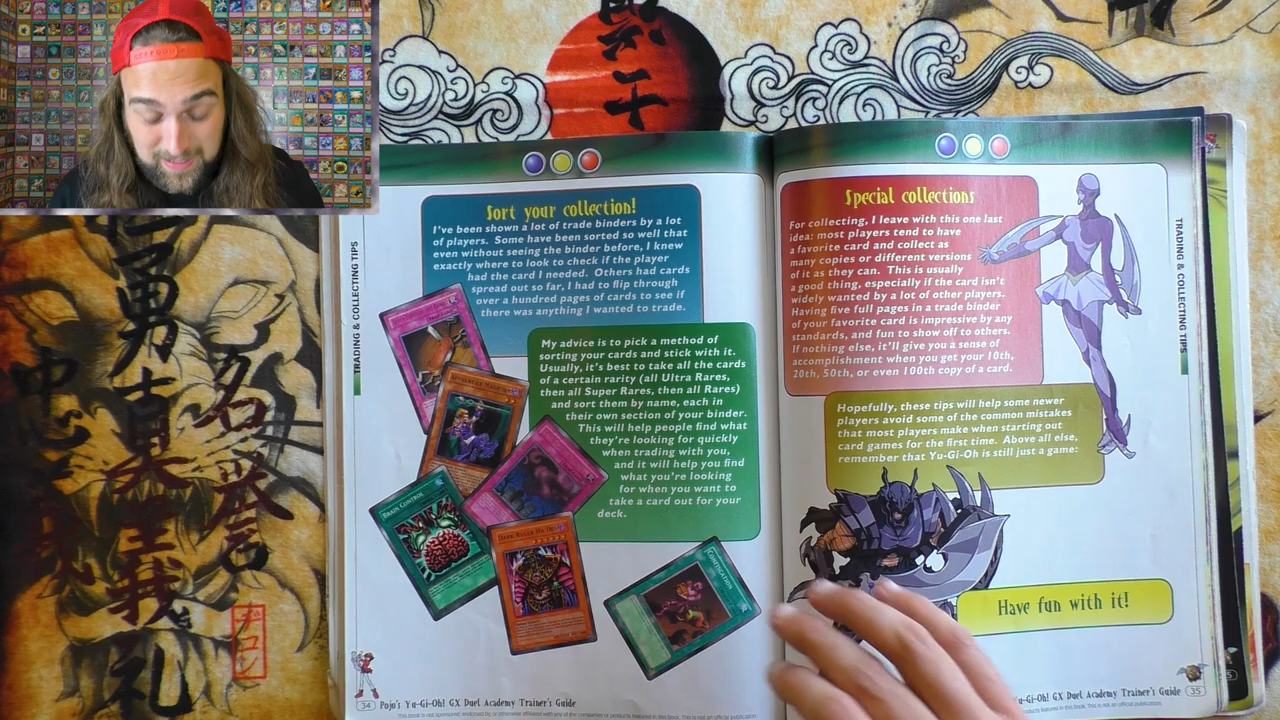 TRADING & COLLECTING TIPS
Sort your collection!
I've been shown a lot of trade binders by a lot
of players. Some have been sorted so well that
even without seeing the binder before, I knew
exactly where to look to check if the player
had the card I needed. Others had cards
spread out so far, I had to flip through
over a hundred pages of cards to see if
there was anything I wanted to trade.
My advice is to pick a method of
sorting your cards and stick with it.
Usually, it's best to take all the cards
of a certain rarity (all Ultra Rares,
then all Super Rares, then all Rares)
and sort them by name, each in
their own section of your binder.
This will help people find what
they're looking for quickly
when trading with you,
and it will help you find
what you're looking
for when you want to
take a card out for your
deck.
BRAIN CONTROL
DARK RULER HA DES
CONFISCATION
34 Pojo's Yu-Gi-Oh! GX Duel Academy Trainer's Guide
Special collections
For collecting, I leave with this one last
idea: most players tend to have
a favorite card and collect as
many copies or different versions
of it as they can. This is usually
a good thing, especially if the card isn't
widely wanted by a lot of other players.
Having five full pages in a trade binder
of your favorite card is impressive by any
standards, and fun to show off to others.
If nothing else, it'll give you a sense of
accomplishment when you get your 10th,
20th, 50th, or even 100th copy of a card.
Hopefully, these tips will help some newer
players avoid some of the common mistakes
that most players make when starting out
card games for the first time. Above all else,
remember that Yu-Gi-Oh is still just a game:
Have fun with it!
TRADING & COLLECTING TIPS
Yu-Gi-Oh! GX Duel Academy Trainer's Guide 35
勇
名
誉
忠
義
礼